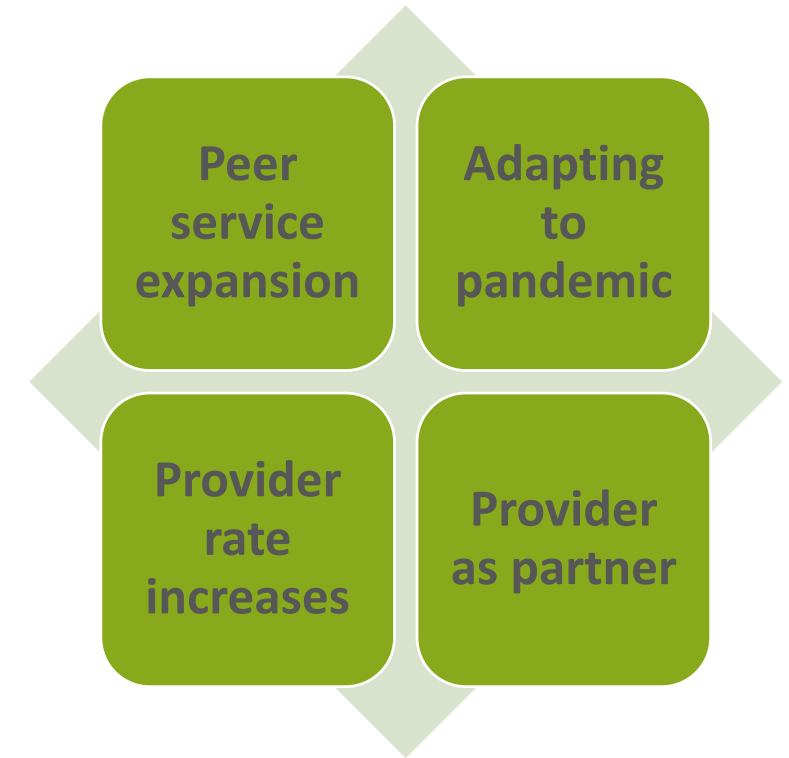 Peer
service
expansion
Adapting
to
pandemic
Provider
rate
increases
Provider
as partner